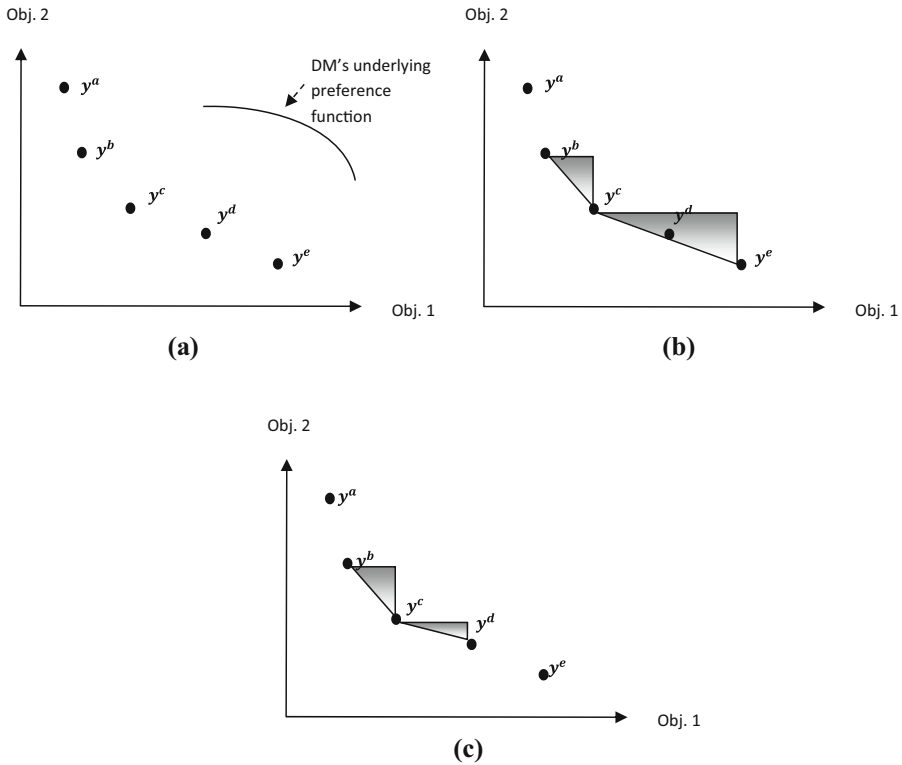 Obj. 2
DM's underlying
preference
function
y^a
y^b
y^c
y^d
y^e
Obj. 1
(a)
Obj. 2
y^a
y^b
y^c
y^d
y^e
Obj. 1
(b)
Obj. 2
y^a
y^b
y^c
y^d
y^e
Obj. 1
(c)